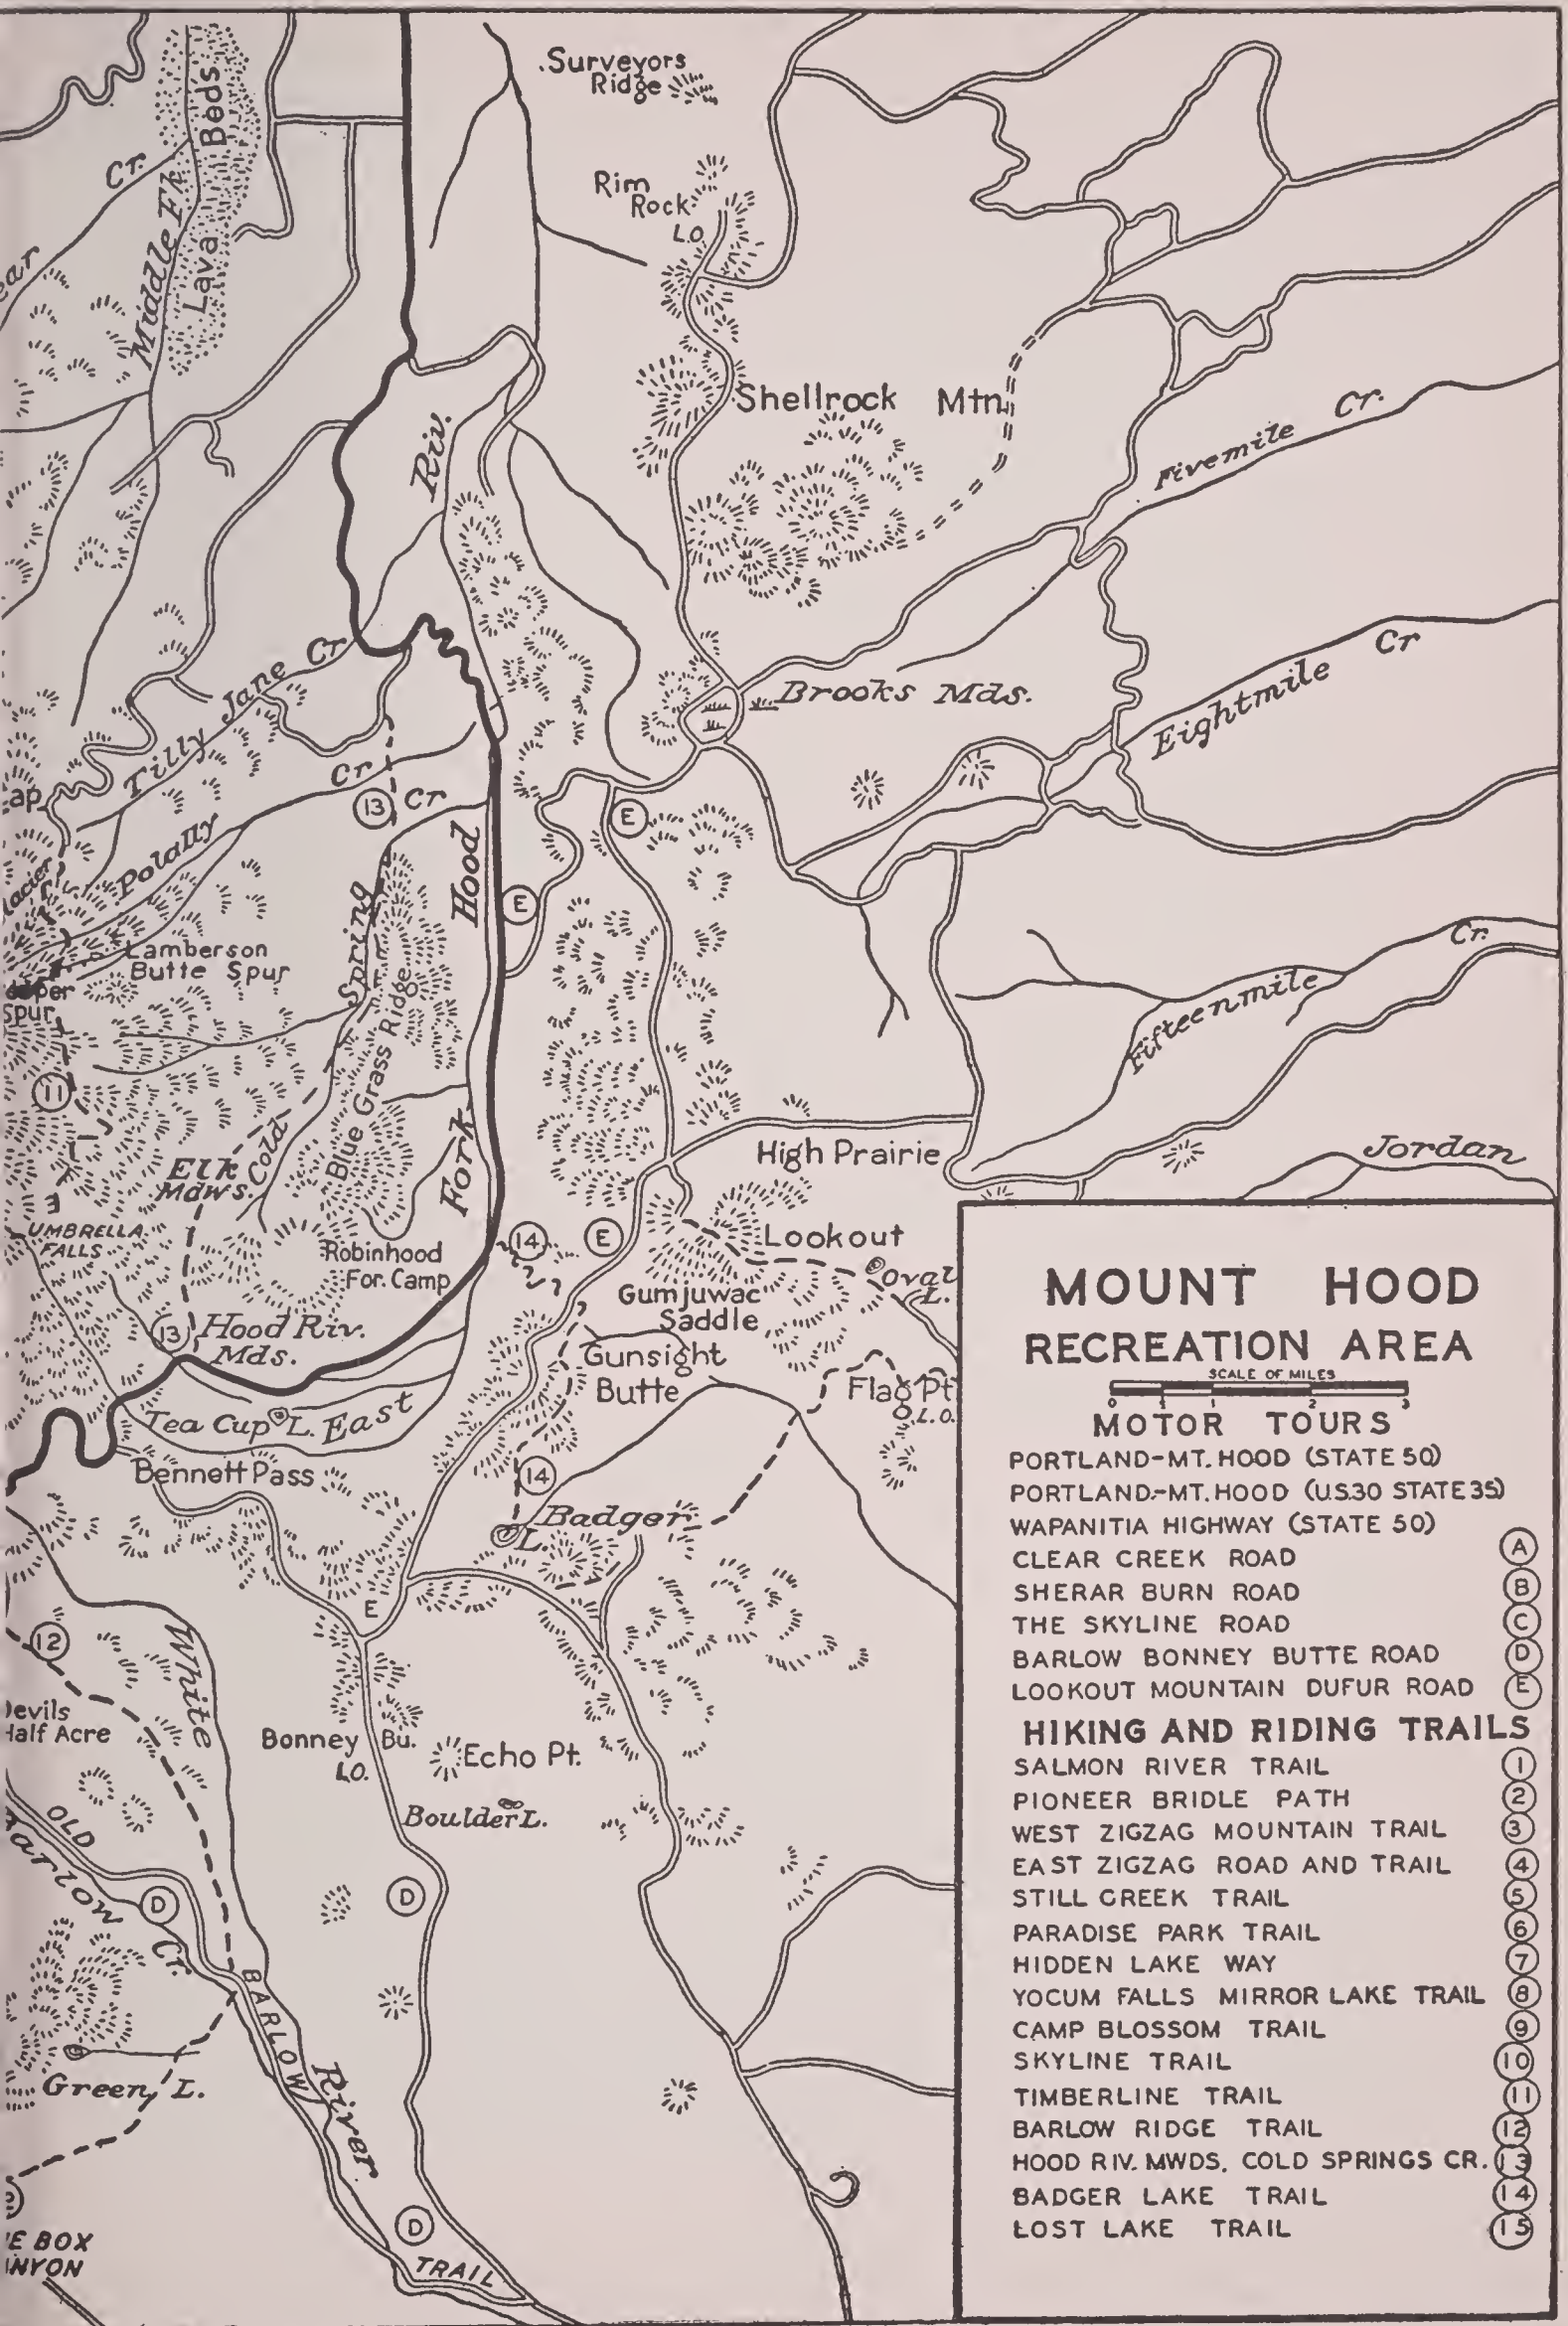 .Surveyors
Ridge
Lava Beds
Middle Fk
Cr.
ear
Rim
Rock
L.O.
Shellrock Mtn.
Riv.
Fivemile Cr.
Tilly Jane Cr
Brooks Mds.
Eightmile Cr
ap
Polally Cr
13
Cr
Spring
Cold
Hood
E
E
lacier
Lamberson
Butte Spur
Spur
11
Blue Grass Ridge
Fifteenmile Cr.
Fork
High Prairie
Jordan
Elk
Mdws.
UMBRELLA
FALLS
Robinhood
For. Camp
14
E
Lookout
Oval
L.
Gumjuwac
Saddle
13
Hood Riv.
Mds.
Gunsight
Butte
Flag Pt
L.O.
Tea Cup L.
East
Bennett Pass
14
Badger
L.
E
12
White
Devils
Half Acre
Bonney Bu.
L.O.
Echo Pt.
Boulder L.
OLD
Barlow
Cr.
D
D
BARLOW
River
Green L.
D
TRAIL
E BOX
NYON
MOUNT HOOD
RECREATION AREA
SCALE OF MILES
0 1 1 2 3
MOTOR TOURS
PORTLAND-MT. HOOD (STATE 50)
PORTLAND.-MT. HOOD (U.S.30 STATE 35)
WAPANITIA HIGHWAY (STATE 50)
CLEAR CREEK ROAD A
SHERAR BURN ROAD B
THE SKYLINE ROAD C
BARLOW BONNEY BUTTE ROAD D
LOOKOUT MOUNTAIN DUFUR ROAD E
HIKING AND RIDING TRAILS
SALMON RIVER TRAIL 1
PIONEER BRIDLE PATH 2
WEST ZIGZAG MOUNTAIN TRAIL 3
EAST ZIGZAG ROAD AND TRAIL 4
STILL CREEK TRAIL 5
PARADISE PARK TRAIL 6
HIDDEN LAKE WAY 7
YOCUM FALLS MIRROR LAKE TRAIL 8
CAMP BLOSSOM TRAIL 9
SKYLINE TRAIL 10
TIMBERLINE TRAIL 11
BARLOW RIDGE TRAIL 12
HOOD RIV. MWDS. COLD SPRINGS CR. 13
BADGER LAKE TRAIL 14
LOST LAKE TRAIL 15